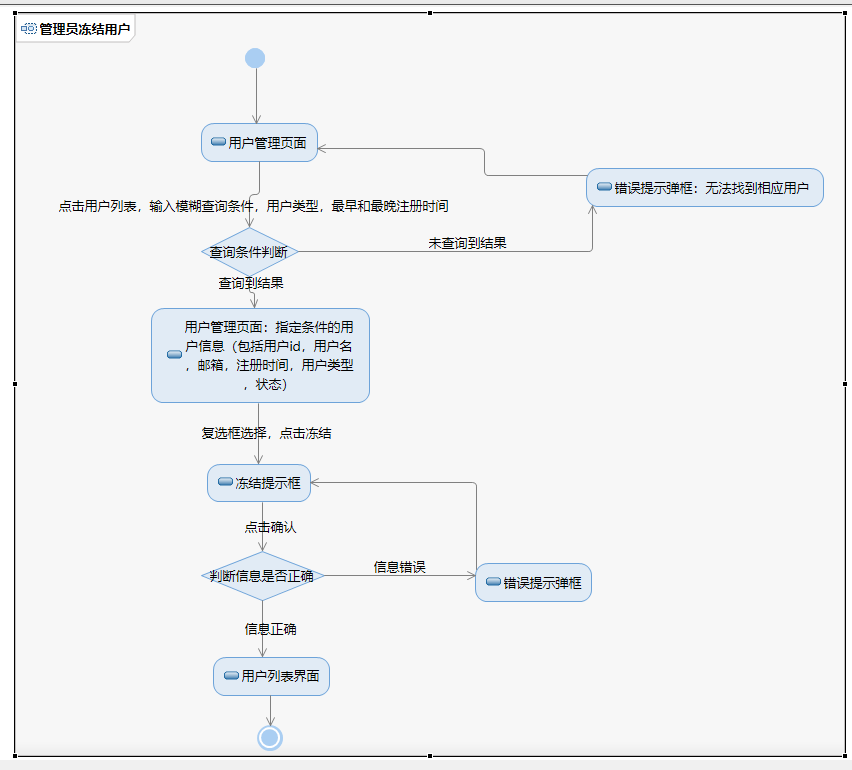 管理员冻结用户
用户管理页面
错误提示弹框：无法找到相应用户
点击用户列表，输入模糊查询条件，用户类型，最早和最晚注册时间
未查询到结果
查询条件判断
查询到结果
用户管理页面：指定条件的用
户信息（包括用户id，用户名
，邮箱，注册时间，用户类型
，状态）
复选框选择，点击冻结
冻结提示框
点击确认
信息错误
判断信息是否正确
错误提示弹框
信息正确
用户列表界面